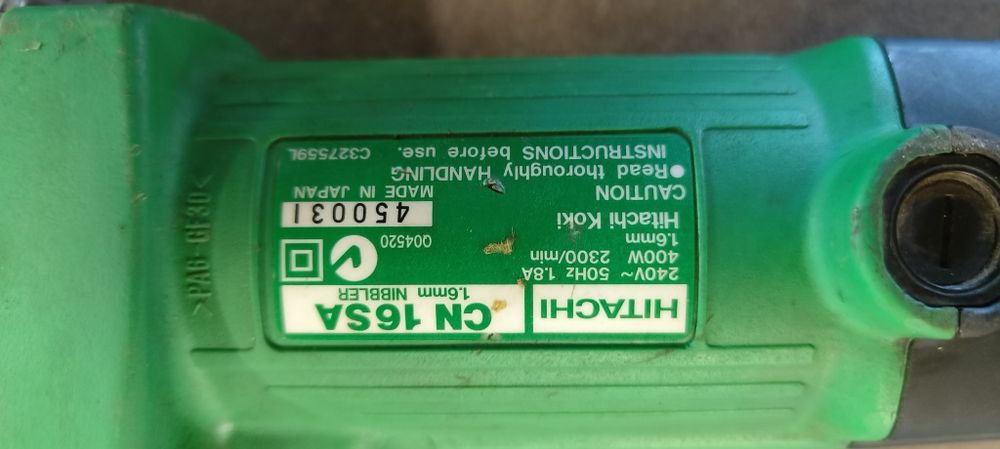 HITACHI
CN 16SA
1.6mm NIBBLER
240V~ 50Hz 1.8A
400W 2300/min
1.6mm
Hitachi Koki
Q04520
450031
MADE IN JAPAN
CAUTION
●Read thoroughly HANDLING
INSTRUCTIONS before use.
C327559L
>PA6-GF30<